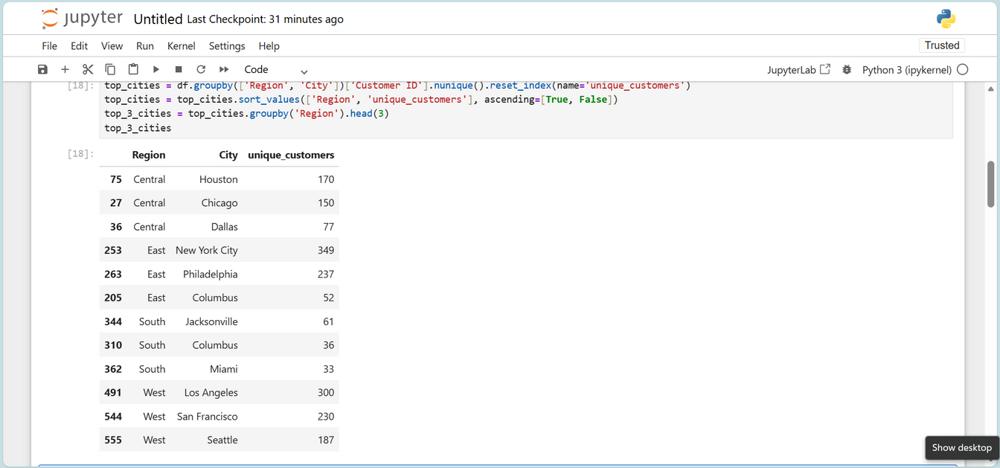 jupyter Untitled Last Checkpoint: 31 minutes ago
File Edit View Run Kernel Settings Help Trusted
Code JupyterLab Python 3 (ipykernel)
[18]: top_cities = df.groupby(['Region', 'City'])['Customer ID'].nunique().reset_index(name='unique_customers')
top_cities = top_cities.sort_values(['Region', 'unique_customers'], ascending=[True, False])
top_3_cities = top_cities.groupby('Region').head(3)
top_3_cities
[18]: Region City unique_customers
75 Central Houston 170
27 Central Chicago 150
36 Central Dallas 77
253 East New York City 349
263 East Philadelphia 237
205 East Columbus 52
344 South Jacksonville 61
310 South Columbus 36
362 South Miami 33
491 West Los Angeles 300
544 West San Francisco 230
555 West Seattle 187
Show desktop